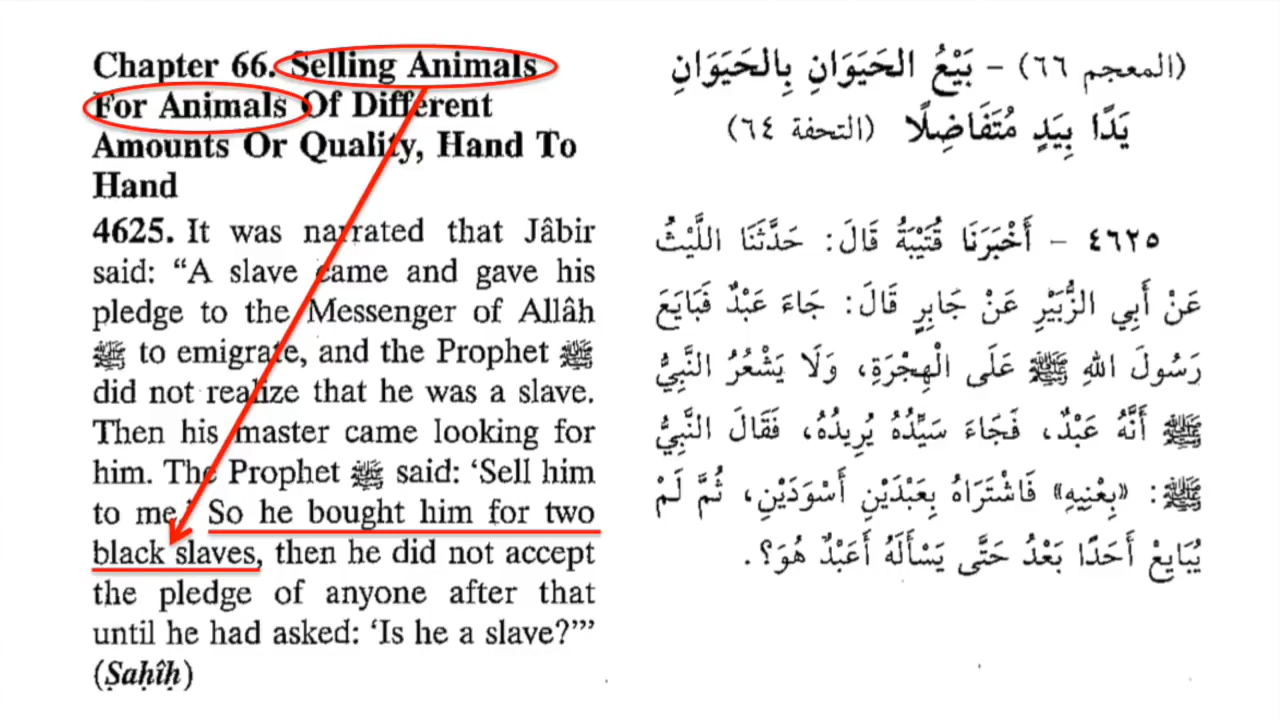 Chapter 66. Selling Animals
For Animals Of Different
Amounts Or Quality, Hand To
Hand
4625. It was narrated that Jâbir
said: “A slave came and gave his
pledge to the Messenger of Allâh
ﷺ to emigrate, and the Prophet ﷺ
did not realize that he was a slave.
Then his master came looking for
him. The Prophet ﷺ said: ‘Sell him
to me.’ So he bought him for two
black slaves, then he did not accept
the pledge of anyone after that
until he had asked: ‘Is he a slave?’”
(Ṣaḥîḥ)
(المعجم ٦٦) - بَيْعُ الحَيَوَانِ بِالحَيَوَانِ
يَدًا بِيَدٍ مُتَفَاضِلًا (التحفة ٦٤)
٤٦٢٥ - أَخْبَرَنَا قُتَيْبَةُ قَالَ: حَدَّثَنَا اللَّيْثُ
عَنْ أَبِي الزُّبَيْرِ عَنْ جَابِرٍ قَالَ: جَاءَ عَبْدٌ فَبَايَعَ
رَسُولَ اللهِ ﷺ عَلَى الْهِجْرَةِ، وَلَا يَشْعُرُ النَّبِيُّ
ﷺ أَنَّهُ عَبْدٌ، فَجَاءَ سَيِّدُهُ يُرِيدُهُ، فَقَالَ النَّبِيُّ
ﷺ: «بِعْنِيهِ» فَاشْتَرَاهُ بِعَبْدَيْنِ أَسْوَدَيْنِ، ثُمَّ لَمْ
يُبَايِعْ أَحَدًا بَعْدُ حَتَّى يَسْأَلَهُ أَعَبْدٌ هُوَ؟.